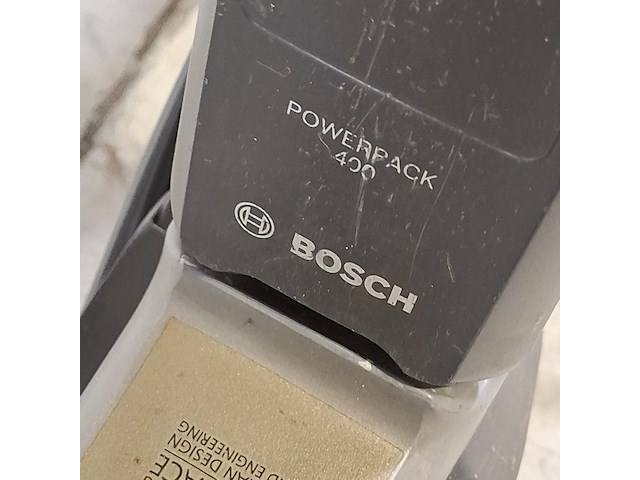 POWERPACK
400
BOSCH
AN DESIGN
ENGINEERING